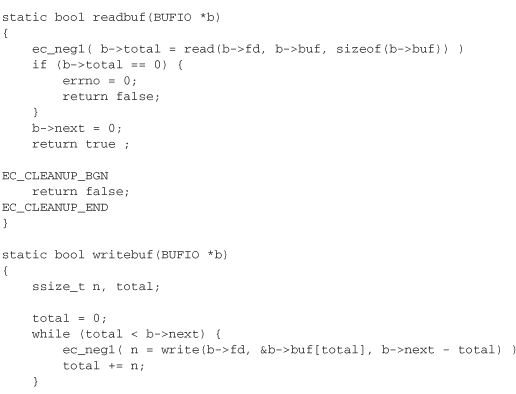 static bool readbuf(BUFIO *b)
{
    ec_neg1( b->total = read(b->fd, b->buf, sizeof(b->buf)) )
    if (b->total == 0) {
        errno = 0;
        return false;
    }
    b->next = 0;
    return true ;

EC_CLEANUP_BGN
    return false;
EC_CLEANUP_END
}

static bool writebuf(BUFIO *b)
{
    ssize_t n, total;

    total = 0;
    while (total < b->next) {
        ec_neg1( n = write(b->fd, &b->buf[total], b->next - total) )
        total += n;
    }